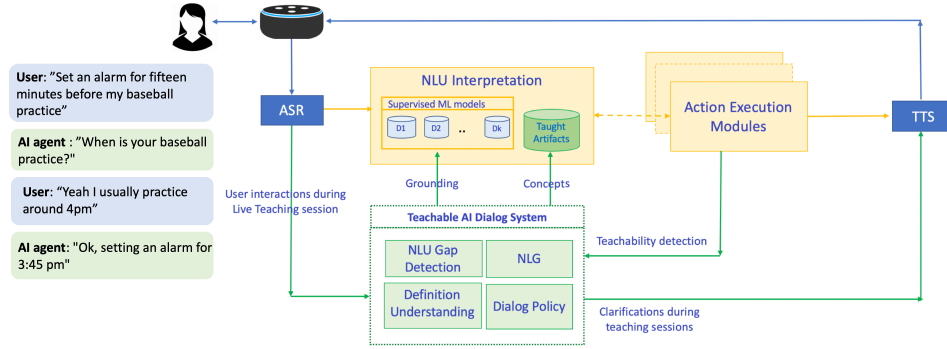 User: ”Set an alarm for fifteen
minutes before my baseball
practice”
AI agent : ”When is your baseball
practice?"
User: “Yeah I usually practice
around 4pm”
AI agent: "Ok, setting an alarm for
3:45 pm"
ASR
NLU Interpretation
Supervised ML models
D1
D2
..
Dk
Taught
Artifacts
Action Execution
Modules
TTS
User interactions during
Live Teaching session
Grounding
Concepts
Teachable AI Dialog System
NLU Gap
Detection
NLG
Definition
Understanding
Dialog Policy
Teachability detection
Clarifications during
teaching sessions